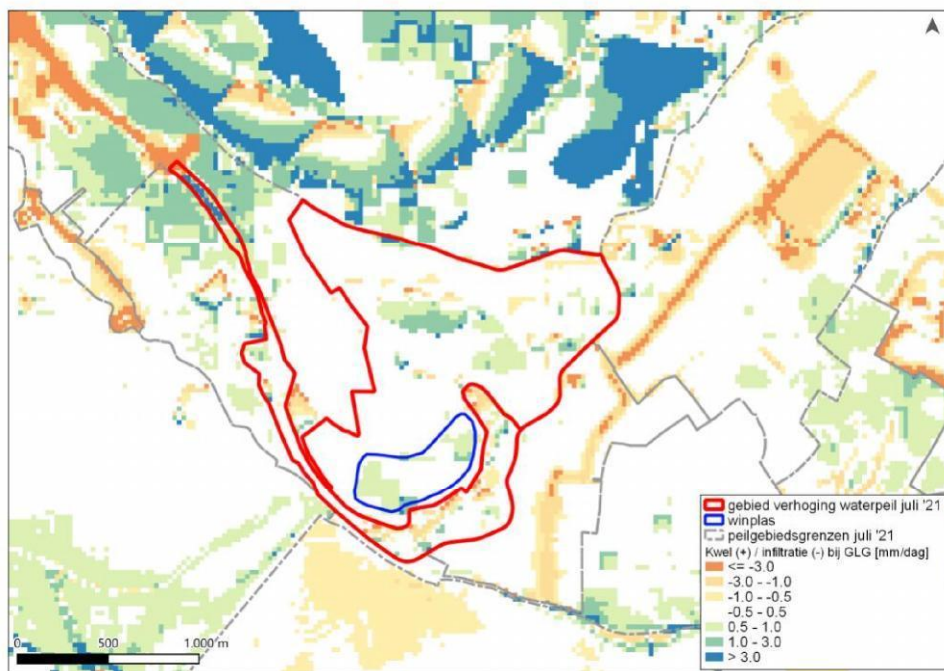 gebied verhoging waterpeil juli '21
winplas
peilgebiedsgrenzen juli '21
Kwel (+) / infiltratie (-) bij GLG [mm/dag]
<= -3.0
-3.0 - -1.0
-1.0 - -0.5
-0.5 - 0.5
0.5 - 1.0
1.0 - 3.0
> 3.0
0 500 1.000 m